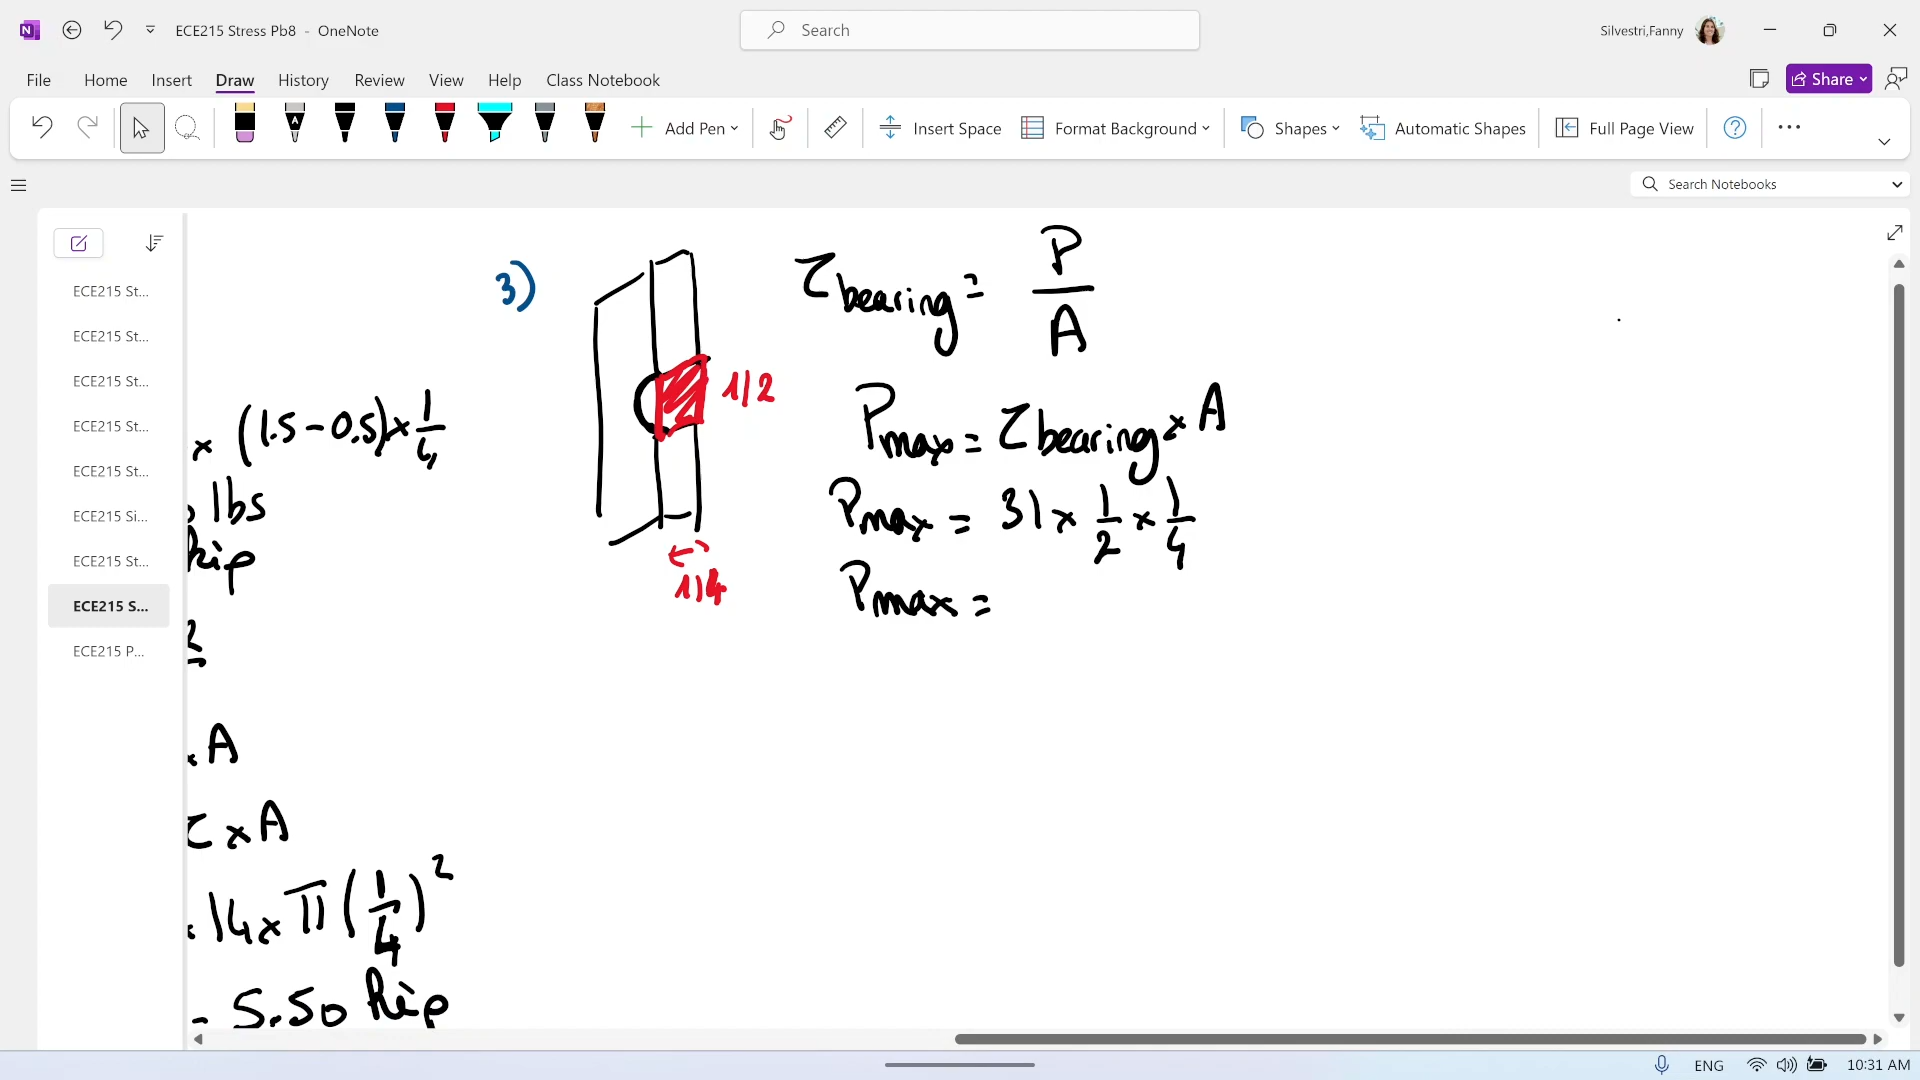 ECE215 Stress Pb8 - OneNote
Search
Silvestri,Fanny
File Home Insert Draw History Review View Help Class Notebook
Share
Add Pen
Insert Space
Format Background
Shapes
Automatic Shapes
Full Page View
Search Notebooks
ECE215 St...
ECE215 St...
ECE215 St...
ECE215 St...
ECE215 St...
ECE215 Si...
ECE215 St...
ECE215 S...
ECE215 P...
x (1.5-0.5)x 1/4
lbs
kip
2
x A
τ x A
x 14 x π (1/4)²
= 5.50 kip
3)
1/2
1/4
τbearing = P/A
Pmax = τbearing x A
Pmax = 31 x 1/2 x 1/4
Pmax =
ENG
10:31 AM